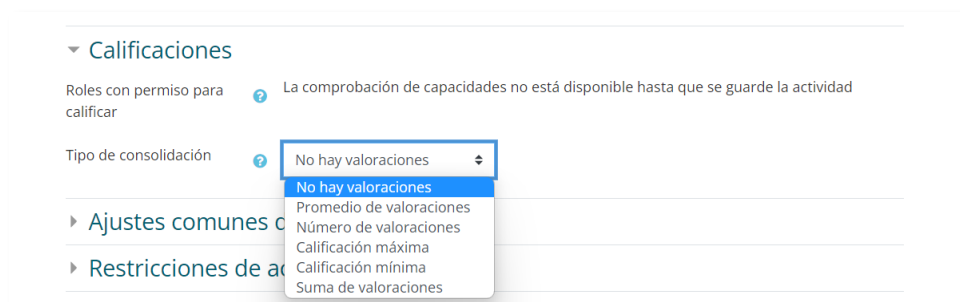 Calificaciones
Roles con permiso para
calificar
La comprobación de capacidades no está disponible hasta que se guarde la actividad
Tipo de consolidación
No hay valoraciones
No hay valoraciones
Promedio de valoraciones
Número de valoraciones
Calificación máxima
Calificación mínima
Suma de valoraciones
Ajustes comunes
Restricciones de